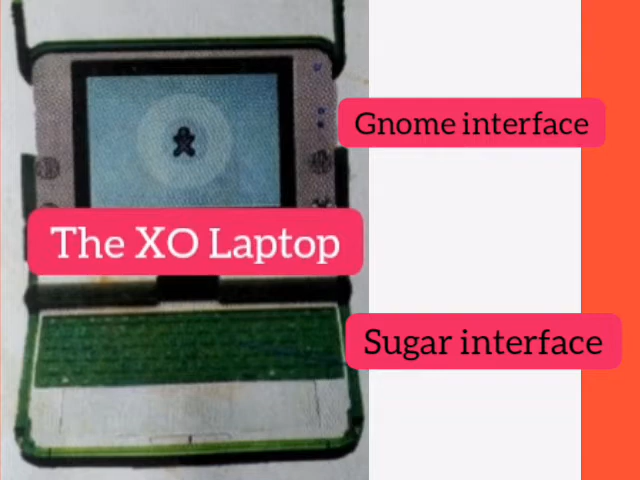 Gnome interface
The XO Laptop
Sugar interface